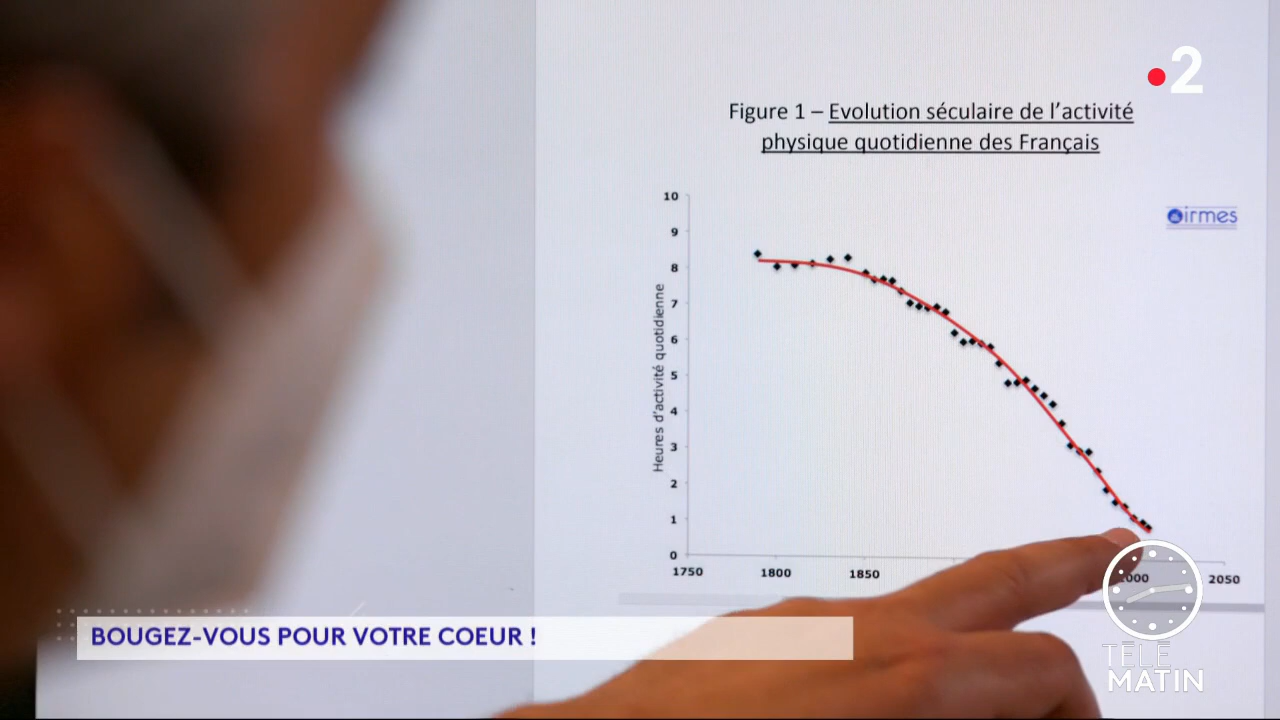 2
Figure 1 – Evolution séculaire de l'activité
physique quotidienne des Français
irmes
Heures d'activité quotidienne
10
9
8
7
6
5
4
3
2
1
0
1750
1800
1850
2050
BOUGEZ-VOUS POUR VOTRE COEUR !
TÉLÉ
MATIN